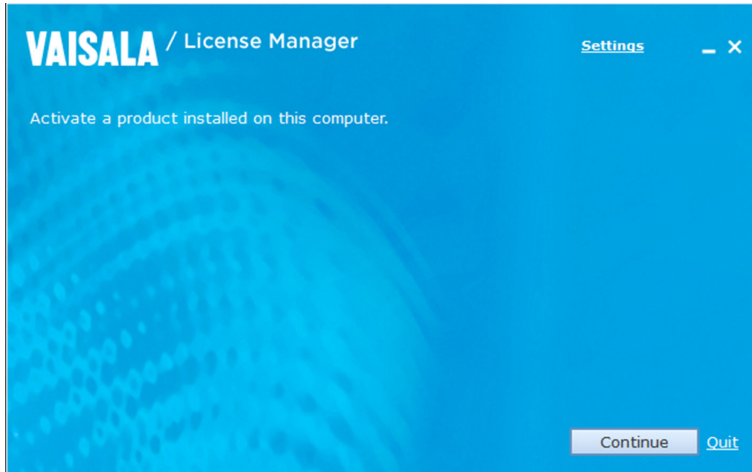 VAISALA / License Manager
Settings
Activate a product installed on this computer.
Continue
Quit